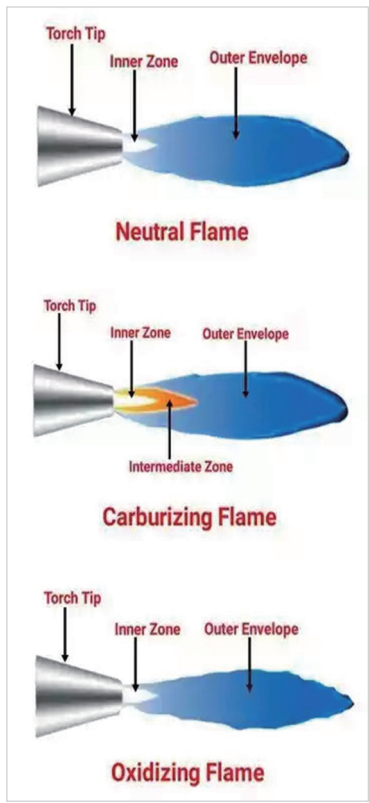 Torch Tip
Inner Zone
Outer Envelope
Neutral Flame
Torch Tip
Inner Zone
Outer Envelope
Intermediate Zone
Carburizing Flame
Torch Tip
Inner Zone
Outer Envelope
Oxidizing Flame